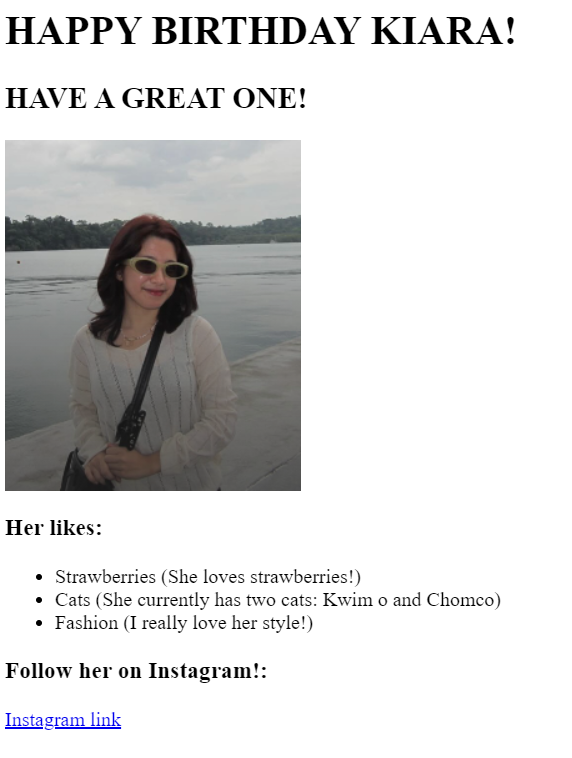 HAPPY BIRTHDAY KIARA!
HAVE A GREAT ONE!
Her likes:
Strawberries (She loves strawberries!)
Cats (She currently has two cats: Kwim o and Chomco)
Fashion (I really love her style!)
Follow her on Instagram!:
Instagram link